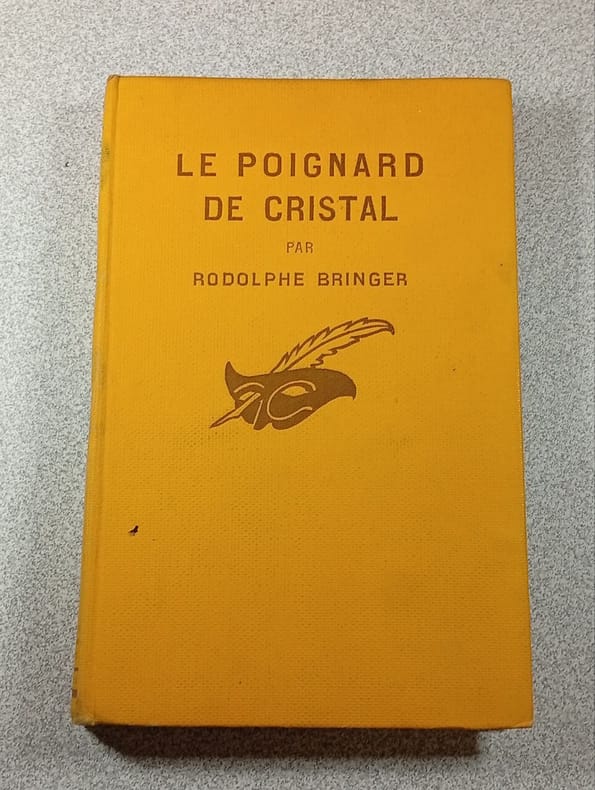 LE POIGNARD
DE CRISTAL
PAR
RODOLPHE BRINGER